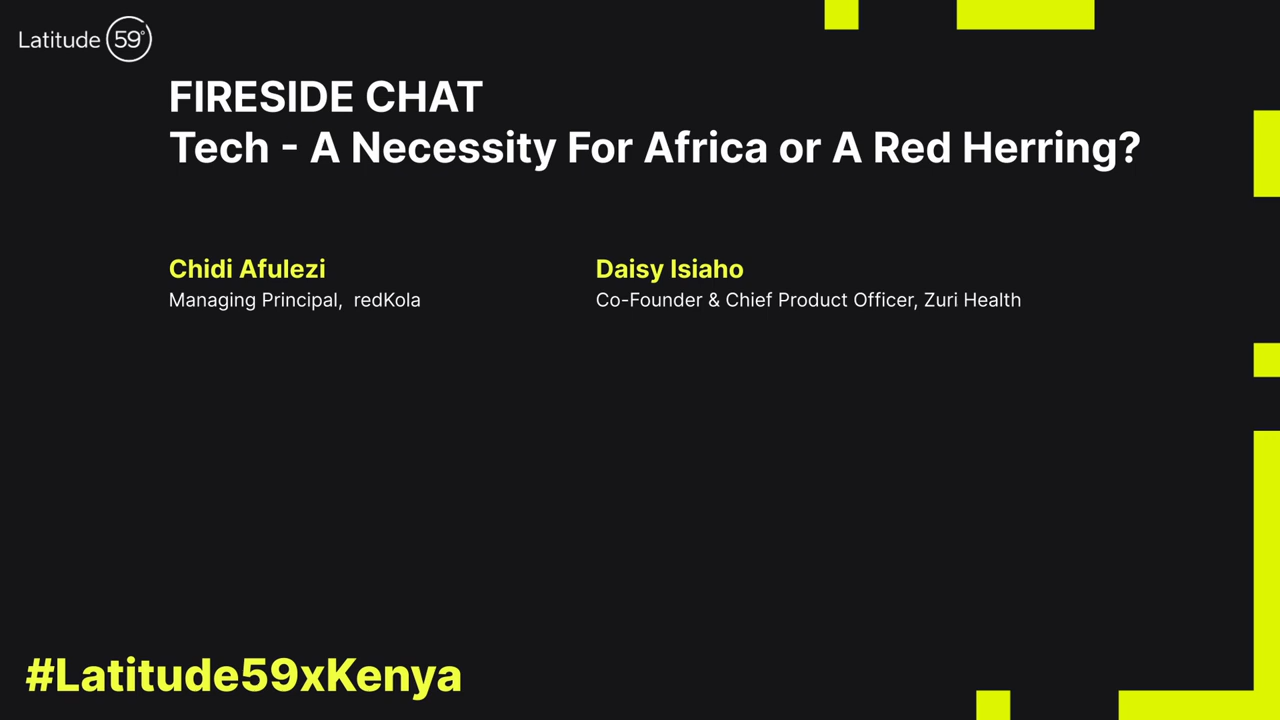 Latitude 59°
FIRESIDE CHAT
Tech - A Necessity For Africa or A Red Herring?
Chidi Afulezi
Managing Principal, redKola
Daisy Isiaho
Co-Founder & Chief Product Officer, Zuri Health
#Latitude59xKenya